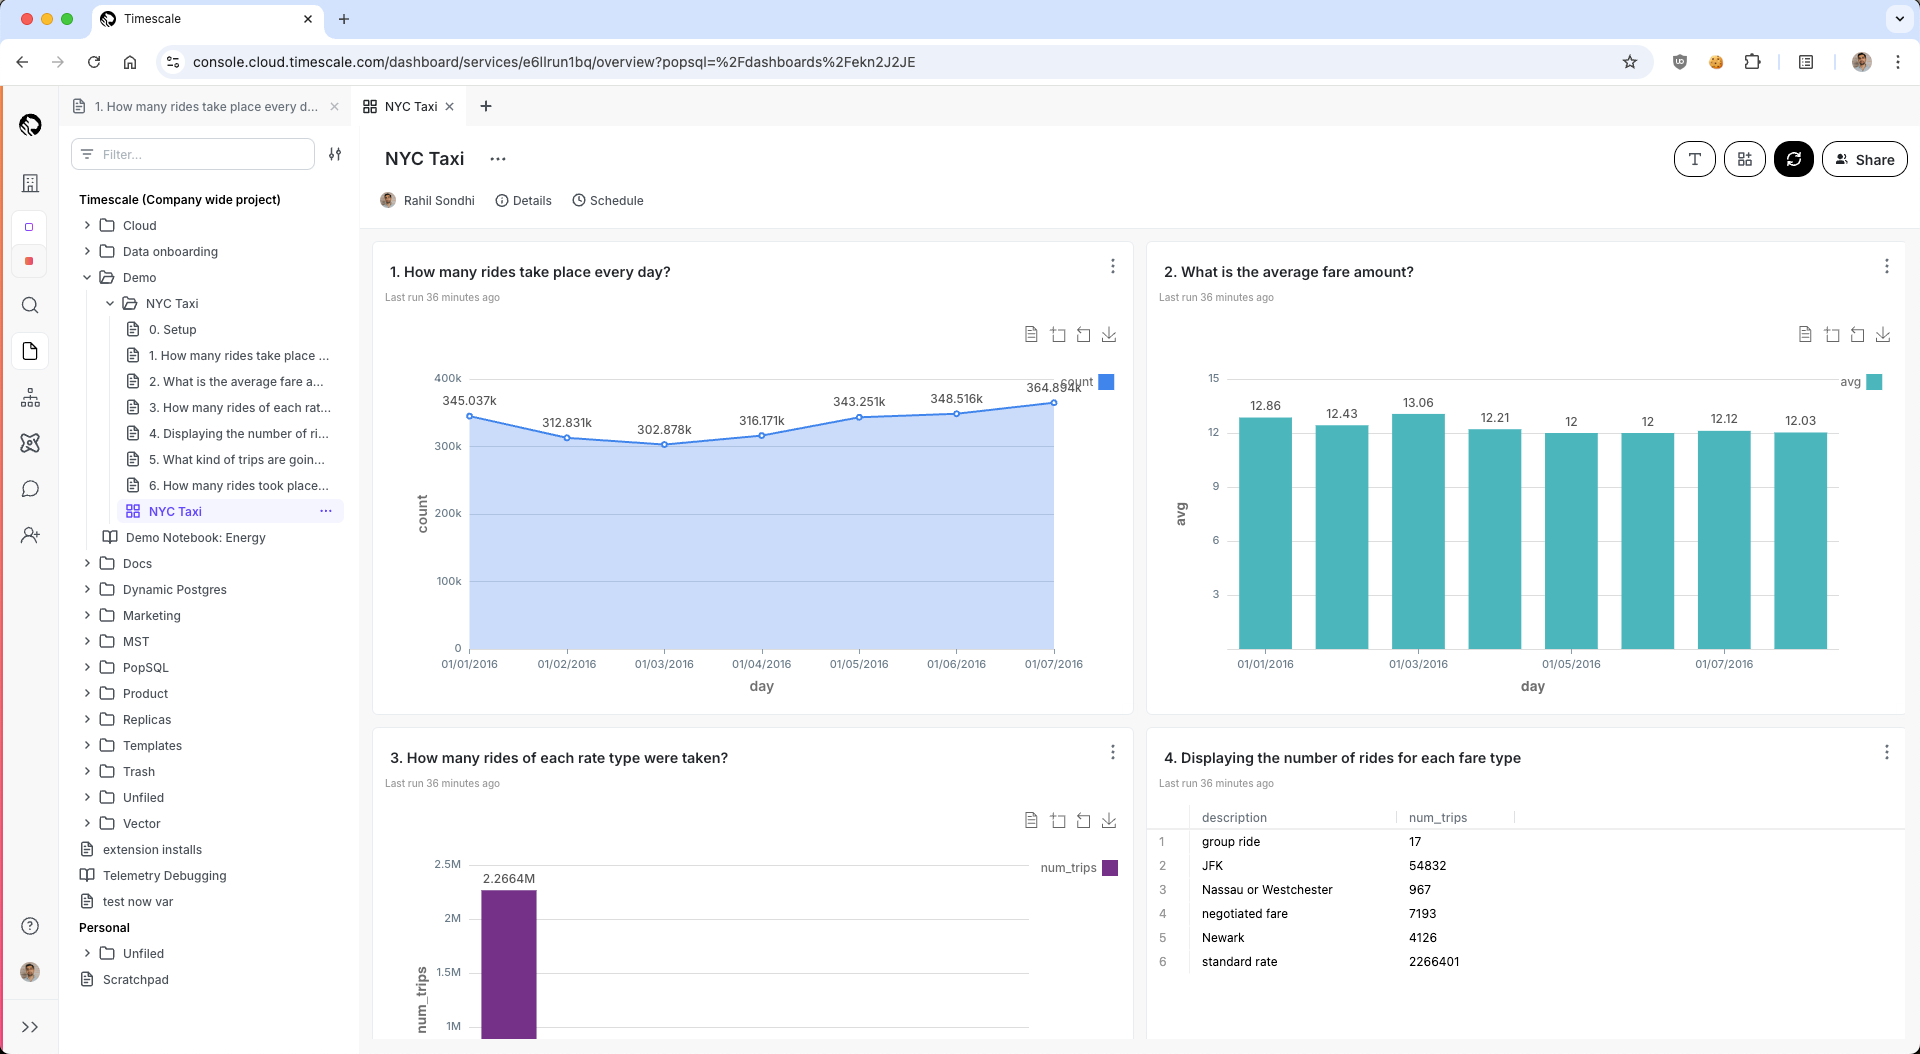 Timescale
console.cloud.timescale.com/dashboard/services/e6llrun1bq/overview?popsql=%2Fdashboards%2Fekn2J2JE
1. How many rides take place every d...
NYC Taxi
Filter...
Timescale (Company wide project)
Cloud
Data onboarding
Demo
NYC Taxi
0. Setup
1. How many rides take place ...
2. What is the average fare a...
3. How many rides of each rat...
4. Displaying the number of ri...
5. What kind of trips are goin...
6. How many rides took place...
NYC Taxi ...
Demo Notebook: Energy
Docs
Dynamic Postgres
Marketing
MST
PopSQL
Product
Replicas
Templates
Trash
Unfiled
Vector
extension installs
Telemetry Debugging
test now var
Personal
Unfiled
Scratchpad
NYC Taxi ...
T
Share
Rahil Sondhi Details Schedule
1. How many rides take place every day?
Last run 36 minutes ago
count
400k
300k
200k
100k
0
345.037k
312.831k
302.878k
316.171k
343.251k
348.516k
364.894k
count
01/01/2016 01/02/2016 01/03/2016 01/04/2016 01/05/2016 01/06/2016 01/07/2016
day
2. What is the average fare amount?
Last run 36 minutes ago
avg
15
12
9
6
3
12.86 12.43 13.06 12.21 12 12 12.12 12.03
avg
01/01/2016 01/03/2016 01/05/2016 01/07/2016
day
3. How many rides of each rate type were taken?
Last run 36 minutes ago
num_trips
2.5M
2M
1.5M
1M
2.2664M
num_trips
4. Displaying the number of rides for each fare type
Last run 36 minutes ago
description num_trips
1 group ride 17
2 JFK 54832
3 Nassau or Westchester 967
4 negotiated fare 7193
5 Newark 4126
6 standard rate 2266401